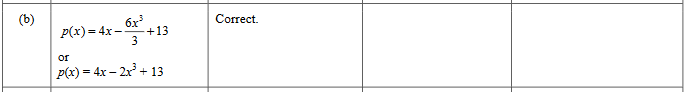 (b) p(x) = 4x − 6x³/3 + 13 Correct.
or
p(x) = 4x − 2x³ + 13